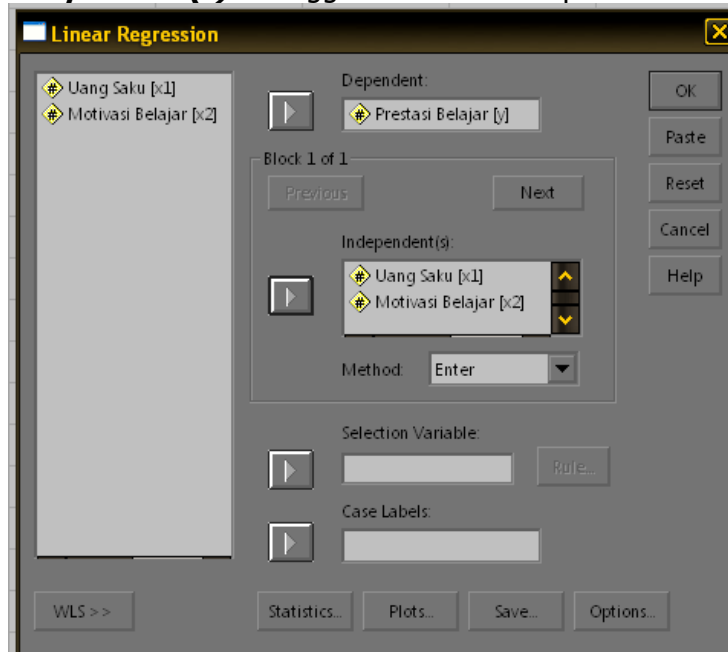 Linear Regression
Uang Saku [x1]
Motivasi Belajar [x2]
Dependent:
Prestasi Belajar [y]
Block 1 of 1
Previous
Next
Independent(s):
Uang Saku [x1]
Motivasi Belajar [x2]
Method: Enter
Selection Variable:
Rule...
Case Labels:
WLS >>
Statistics...
Plots...
Save...
Options...
OK
Paste
Reset
Cancel
Help